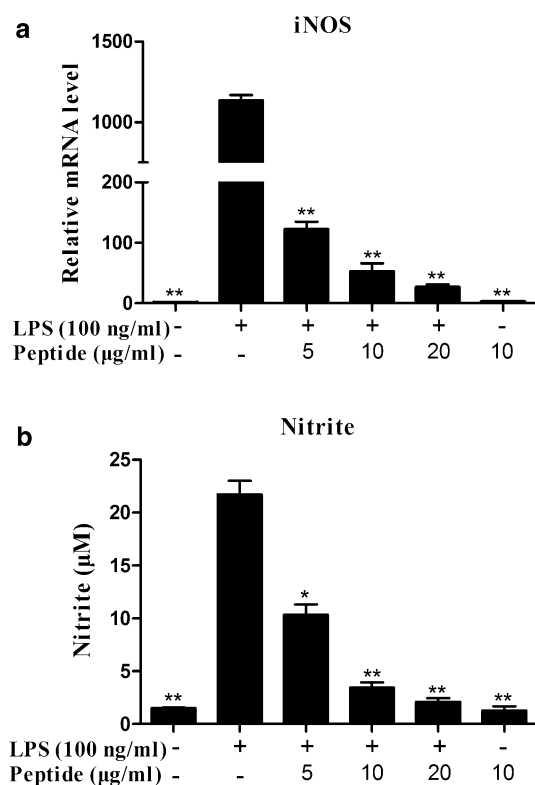 a
iNOS
Relative mRNA level
1500
1000
200
100
0
** ** ** ** **
LPS (100 ng/ml) - + + + + -
Peptide (μg/ml) - - 5 10 20 10
b
Nitrite
Nitrite (μM)
25
20
15
10
5
0
** * ** ** **
LPS (100 ng/ml) - + + + + -
Peptide (μg/ml) - - 5 10 20 10